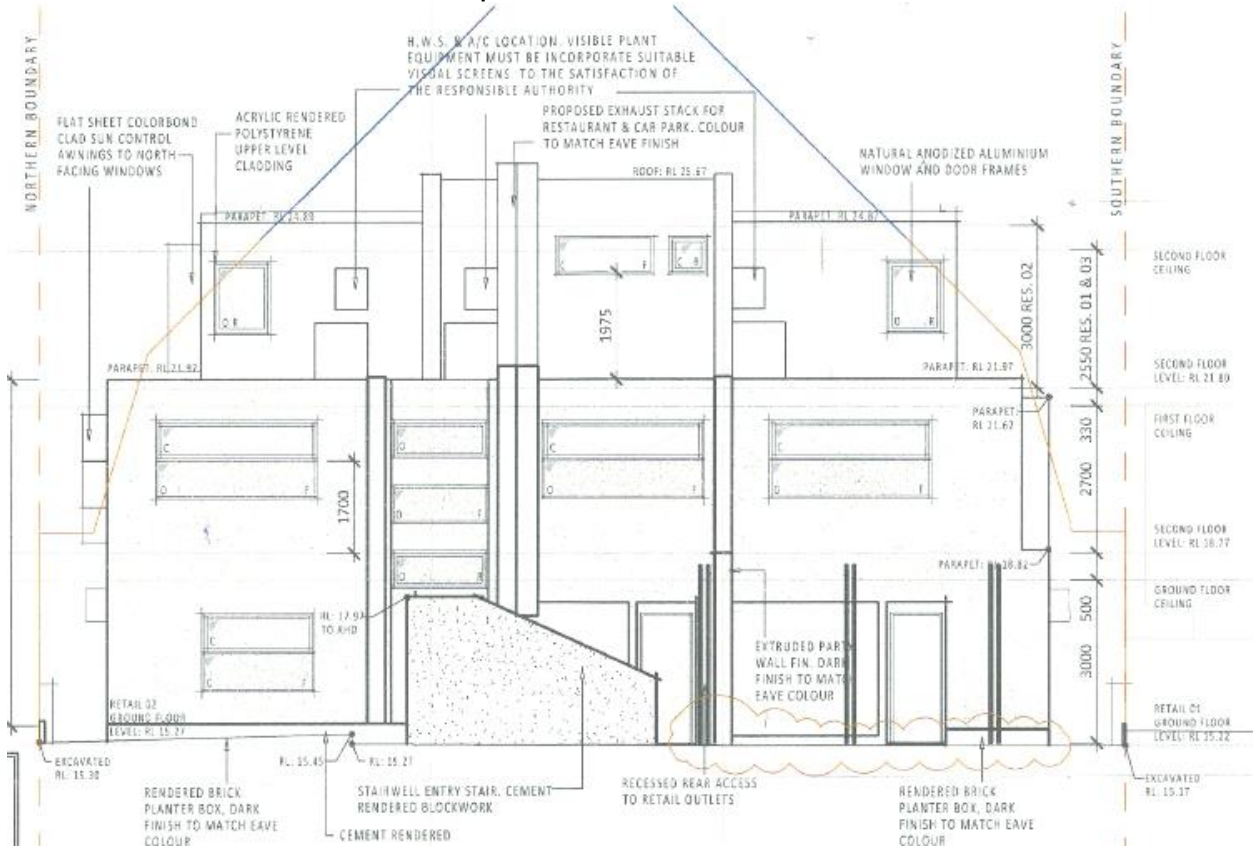 NORTHERN BOUNDARY
FLAT SHEET COLORBOND
CLAD SUN CONTROL
AWNINGS TO NORTH
FACING WINDOWS
ACRYLIC RENDERED
POLYSTYRENE
UPPER LEVEL
CLADDING
H.W.S. & A/C LOCATION. VISIBLE PLANT
EQUIPMENT MUST BE INCORPORATE SUITABLE
VISUAL SCREENS TO THE SATISFACTION OF
THE RESPONSIBLE AUTHORITY
PROPOSED EXHAUST STACK FOR
RESTAURANT & CAR PARK. COLOUR
TO MATCH EAVE FINISH
ROOF: RL 25.67
NATURAL ANODIZED ALUMINIUM
WINDOW AND DOOR FRAMES
SOUTHERN BOUNDARY
PARAPET: RL 24.89
PARAPET: RL 24.87
SECOND FLOOR
CEILING
3000 RES. 02
2550 RES. 01 & 03
1975
PARAPET: RL 21.92
PARAPET: RL 21.97
SECOND FLOOR
LEVEL: RL 21.80
PARAPET:
RL 21.62
FIRST FLOOR
CEILING
330
2700
1700
SECOND FLOOR
LEVEL: RL 18.77
PARAPET: RL 18.82
GROUND FLOOR
CEILING
500
3000
RL: 17.97
TO AHD
EXTRUDED PARTY
WALL FIN. DARK
FINISH TO MATCH
EAVE COLOUR
RETAIL 02
GROUND FLOOR
LEVEL: RL 15.27
RETAIL 01
GROUND FLOOR
LEVEL: RL 15.22
EXCAVATED
RL: 15.30
RL: 15.45
RL: 15.27
EXCAVATED
RL: 15.17
RENDERED BRICK
PLANTER BOX, DARK
FINISH TO MATCH EAVE
COLOUR
CEMENT RENDERED
STAIRWELL ENTRY STAIR. CEMENT
RENDERED BLOCKWORK
RECESSED REAR ACCESS
TO RETAIL OUTLETS
RENDERED BRICK
PLANTER BOX, DARK
FINISH TO MATCH EAVE
COLOUR